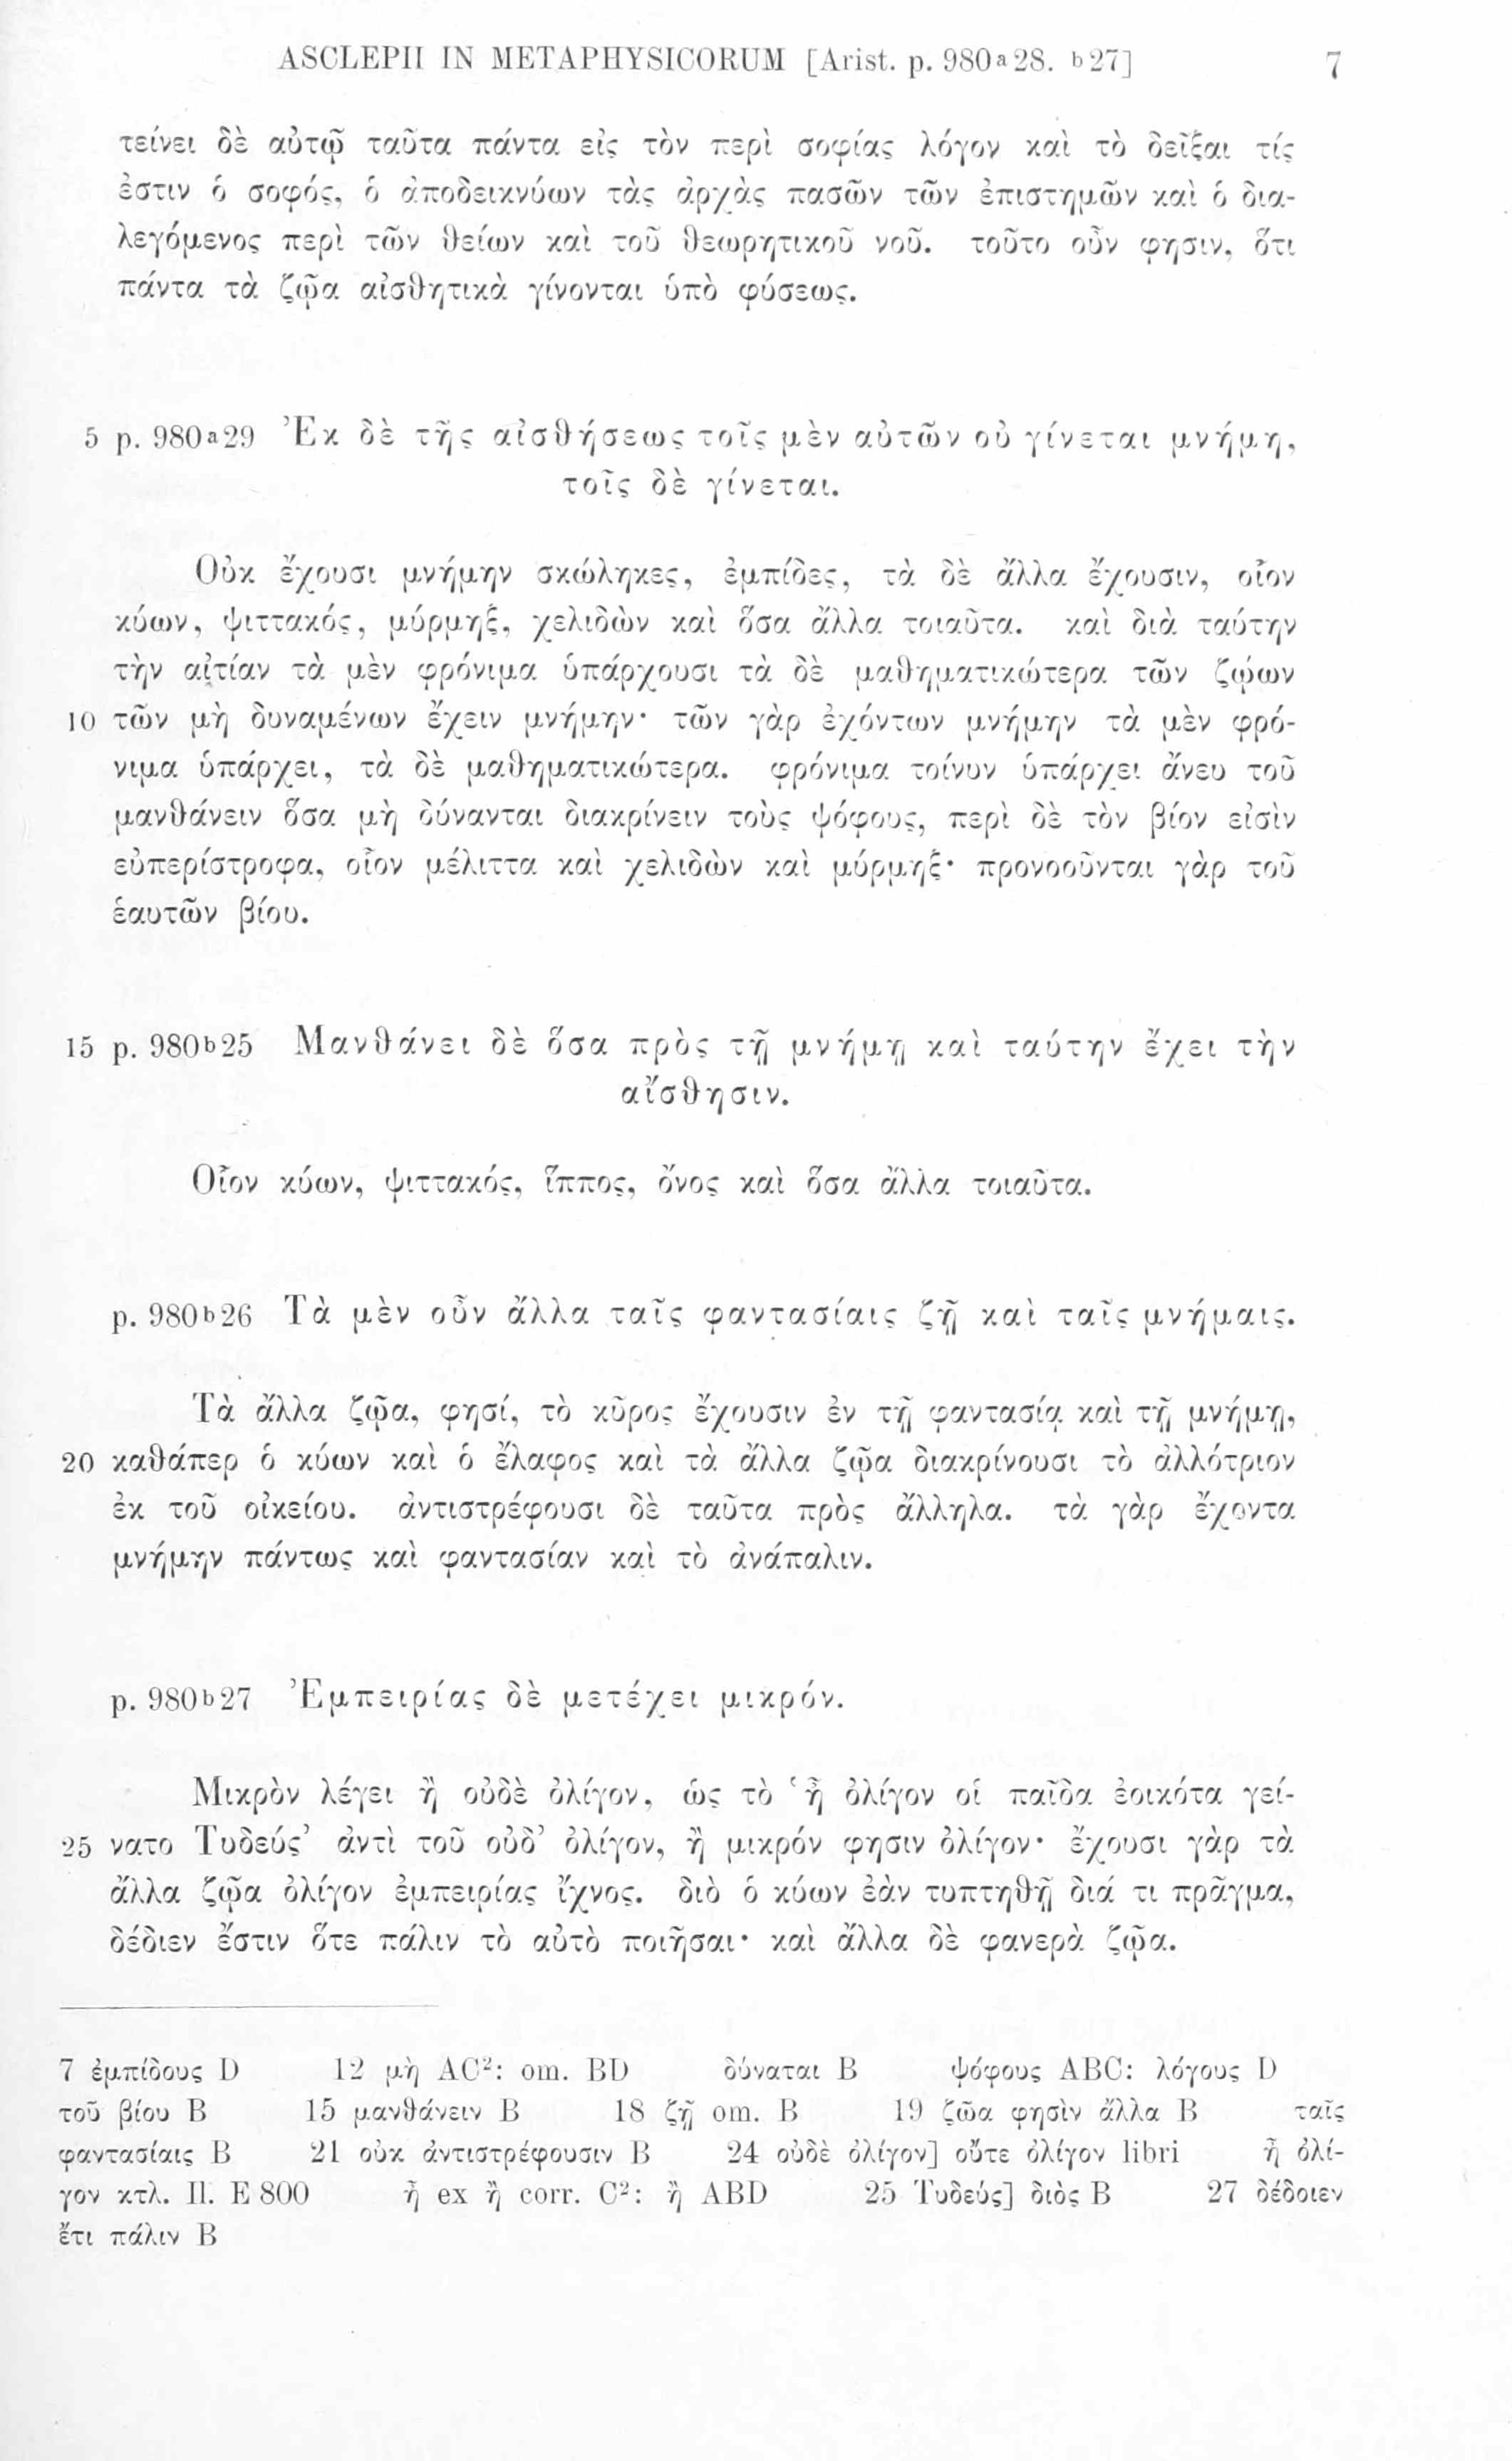 ASCLEPII IN METAPHYSICORUM [Arist. p. 980a28. b27] 7
τείνει δὲ αὐτῷ ταῦτα πάντα εἰς τὸν περὶ σοφίας λόγον καὶ τὸ δεῖξαι τίς
ἐστιν ὁ σοφός, ὁ ἀποδεικνύων τὰς ἀρχὰς πασῶν τῶν ἐπιστημῶν καὶ ὁ δια-
λεγόμενος περὶ τῶν θείων καὶ τοῦ θεωρητικοῦ νοῦ. τοῦτο οὖν φησιν, ὅτι
πάντα τὰ ζῷα αἰσθητικὰ γίνονται ὑπὸ φύσεως.
5 p. 980a29 Ἐκ δὲ τῆς αἰσθήσεως τοῖς μὲν αὐτῶν οὐ γίνεται μνήμη,
τοῖς δὲ γίνεται.
Οὐκ ἔχουσι μνήμην σκώληκες, ἐμπίδες, τὰ δὲ ἄλλα ἔχουσιν, οἷον
κύων, ψιττακός, μύρμηξ, χελιδὼν καὶ ὅσα ἄλλα τοιαῦτα. καὶ διὰ ταύτην
τὴν αἰτίαν τὰ μὲν φρόνιμα ὑπάρχουσι τὰ δὲ μαθηματικώτερα τῶν ζῴων
10 τῶν μὴ δυναμένων ἔχειν μνήμην· τῶν γὰρ ἐχόντων μνήμην τὰ μὲν φρό-
νιμα ὑπάρχει, τὰ δὲ μαθηματικώτερα. φρόνιμα τοίνυν ὑπάρχει ἄνευ τοῦ
μανθάνειν ὅσα μὴ δύνανται διακρίνειν τοὺς ψόφους, περὶ δὲ τὸν βίον εἰσὶν
εὐπερίστροφα, οἷον μέλιττα καὶ χελιδὼν καὶ μύρμηξ· προνοοῦνται γὰρ τοῦ
ἑαυτῶν βίου.
15 p. 980b25 Μανθάνει δὲ ὅσα πρὸς τῇ μνήμῃ καὶ ταύτην ἔχει τὴν
αἴσθησιν.
Οἷον κύων, ψιττακός, ἵππος, ὄνος καὶ ὅσα ἄλλα τοιαῦτα.
p. 980b26 Τὰ μὲν οὖν ἄλλα ταῖς φαντασίαις ζῇ καὶ ταῖς μνήμαις.
Τὰ ἄλλα ζῷα, φησί, τὸ κῦρος ἔχουσιν ἐν τῇ φαντασίᾳ καὶ τῇ μνήμῃ,
20 καθάπερ ὁ κύων καὶ ὁ ἔλαφος καὶ τὰ ἄλλα ζῷα διακρίνουσι τὸ ἀλλότριον
ἐκ τοῦ οἰκείου. ἀντιστρέφουσι δὲ ταῦτα πρὸς ἄλληλα. τὰ γὰρ ἔχοντα
μνήμην πάντως καὶ φαντασίαν καὶ τὸ ἀνάπαλιν.
p. 980b27 Ἐμπειρίας δὲ μετέχει μικρόν.
Μικρὸν λέγει ἢ οὐδὲ ὀλίγον, ὡς τὸ ‘ἦ ὀλίγον οἱ παῖδα ἐοικότα γεί-
25 νατο Τυδεύς’ ἀντὶ τοῦ οὐδ’ ὀλίγον, ἢ μικρόν φησιν ὀλίγον· ἔχουσι γὰρ τὰ
ἄλλα ζῷα ὀλίγον ἐμπειρίας ἴχνος. διὸ ὁ κύων ἐὰν τυπτηθῇ διά τι πρᾶγμα,
δέδιεν ἔστιν ὅτε πάλιν τὸ αὐτὸ ποιῆσαι· καὶ ἄλλα δὲ φανερὰ ζῷα.
7 ἐμπίδους D 12 μὴ AC²: om. BD δύναται B ψόφους ABC: λόγους D
τοῦ βίου B 15 μανθάνειν B 18 ζῇ om. B 19 ζῶα φησὶν ἄλλα B ταῖς
φαντασίαις B 21 οὐκ ἀντιστρέφουσιν B 24 οὐδὲ ὀλίγον] οὔτε ὀλίγον libri ἦ ὀλί-
γον κτλ. Il. E 800 ἦ ex ἢ corr. C²: ἢ ABD 25 Τυδεύς] διὸς B 27 δέδοιεν
ἔτι πάλιν B